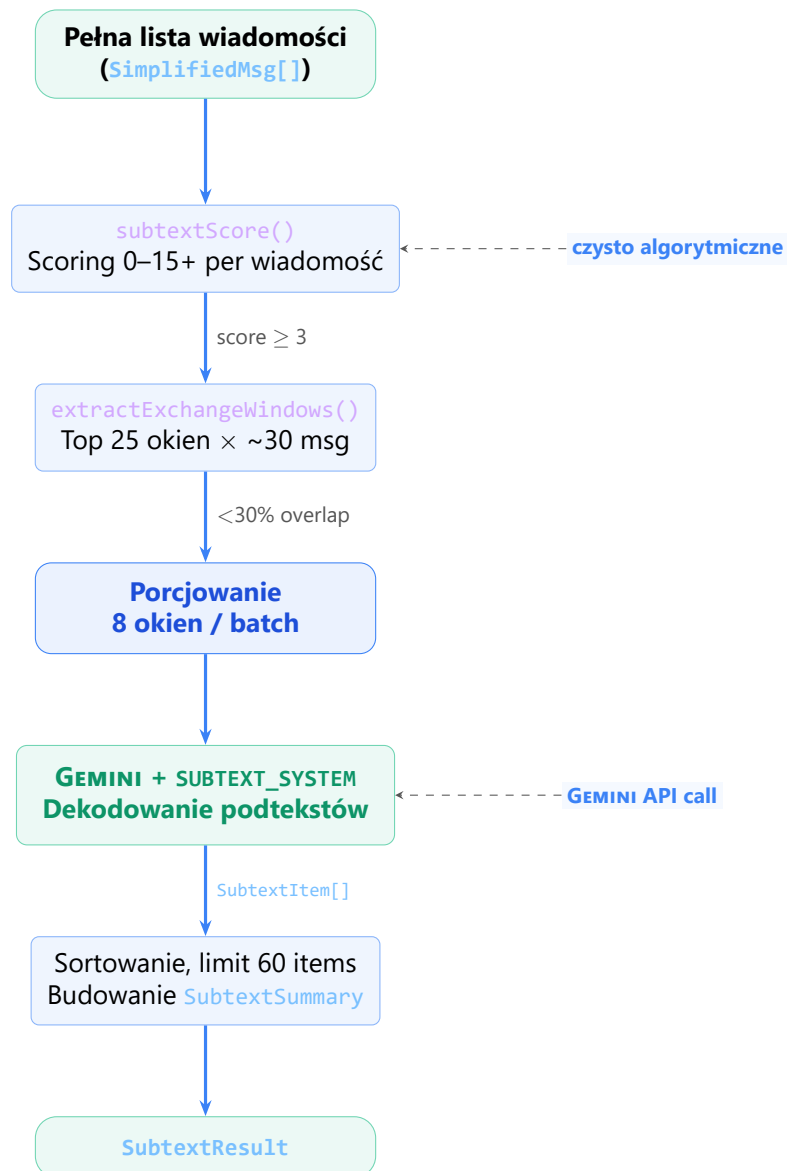 Pełna lista wiadomości
(SimplifiedMsg[])
subtextScore()
Scoring 0–15+ per wiadomość
czysto algorytmiczne
score ≥ 3
extractExchangeWindows()
Top 25 okien × ~30 msg
<30% overlap
Porcjowanie
8 okien / batch
GEMINI + SUBTEXT_SYSTEM
Dekodowanie podtekstów
GEMINI API call
SubtextItem[]
Sortowanie, limit 60 items
Budowanie SubtextSummary
SubtextResult